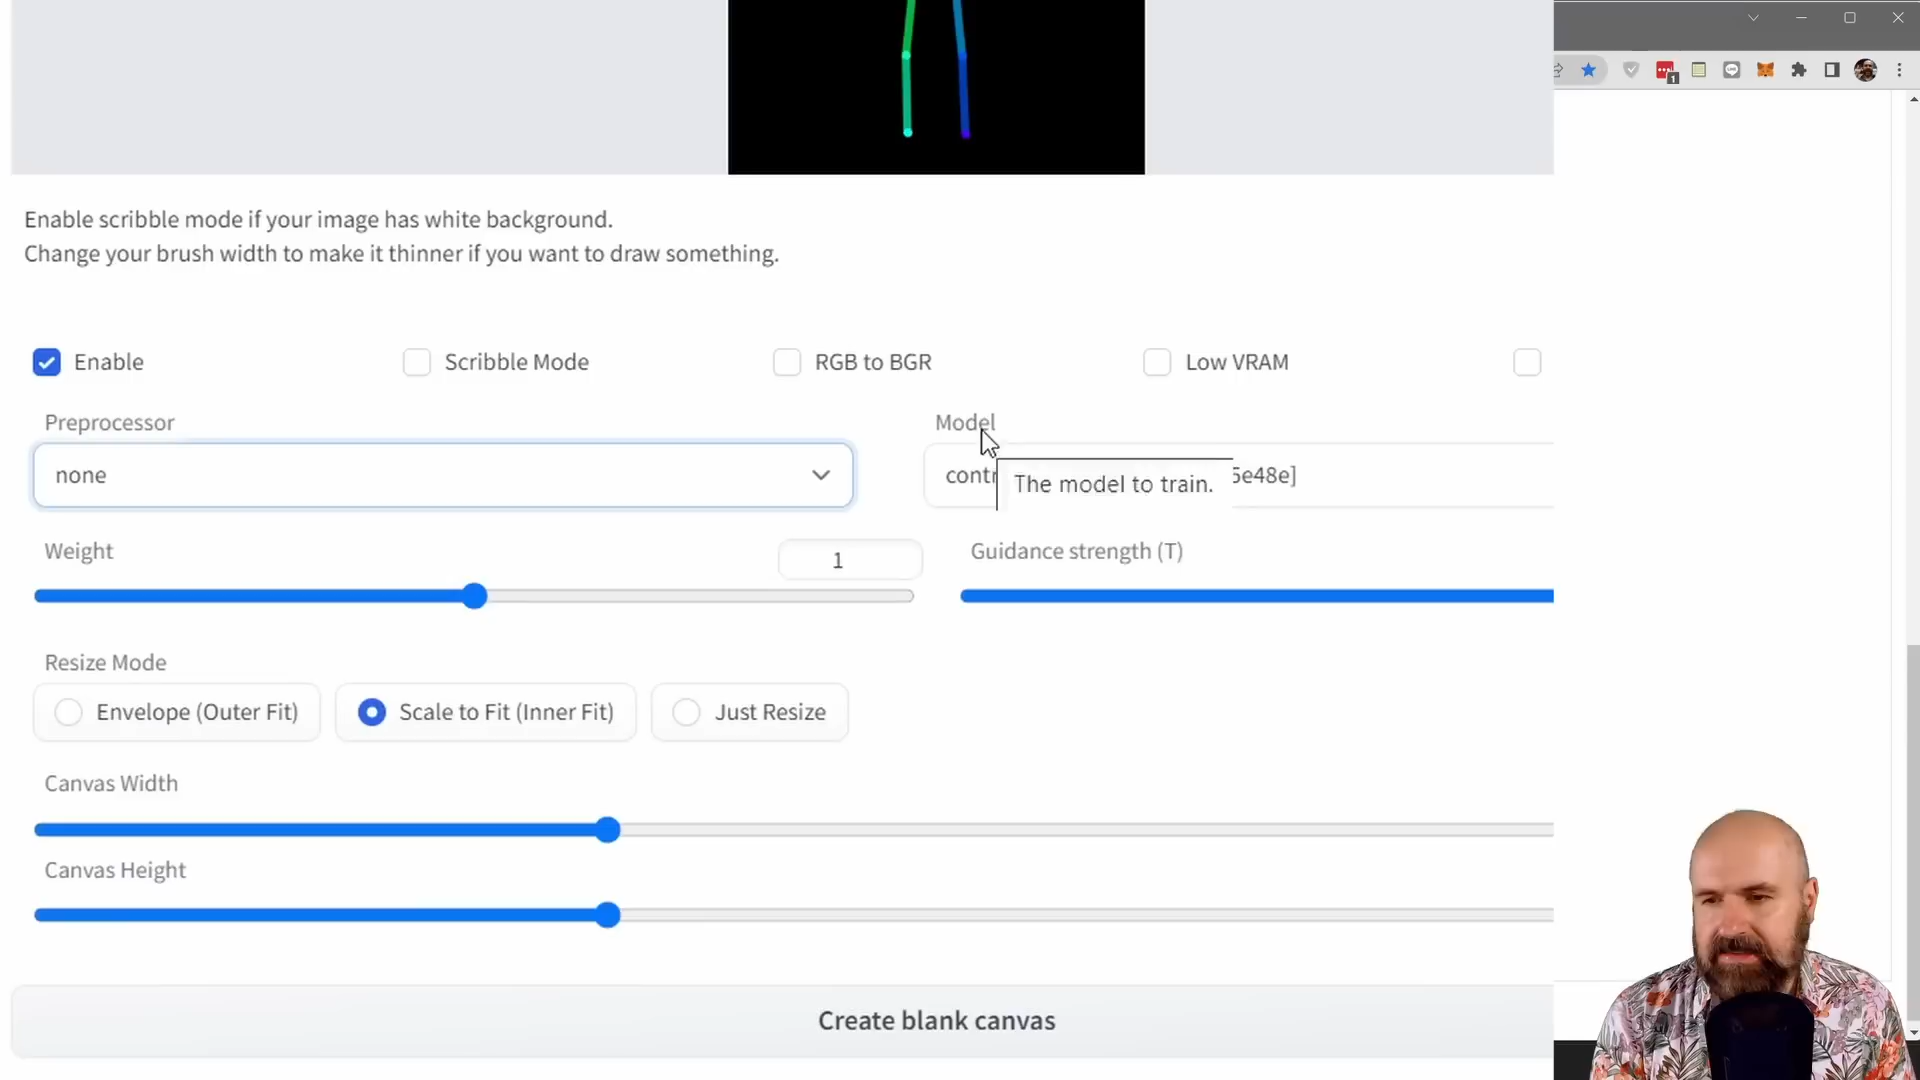 Enable scribble mode if your image has white background.
Change your brush width to make it thinner if you want to draw something.
Enable
Scribble Mode
RGB to BGR
Low VRAM
Preprocessor
Model
none
contr
The model to train.
5e48e]
Weight
1
Guidance strength (T)
Resize Mode
Envelope (Outer Fit)
Scale to Fit (Inner Fit)
Just Resize
Canvas Width
Canvas Height
Create blank canvas
1